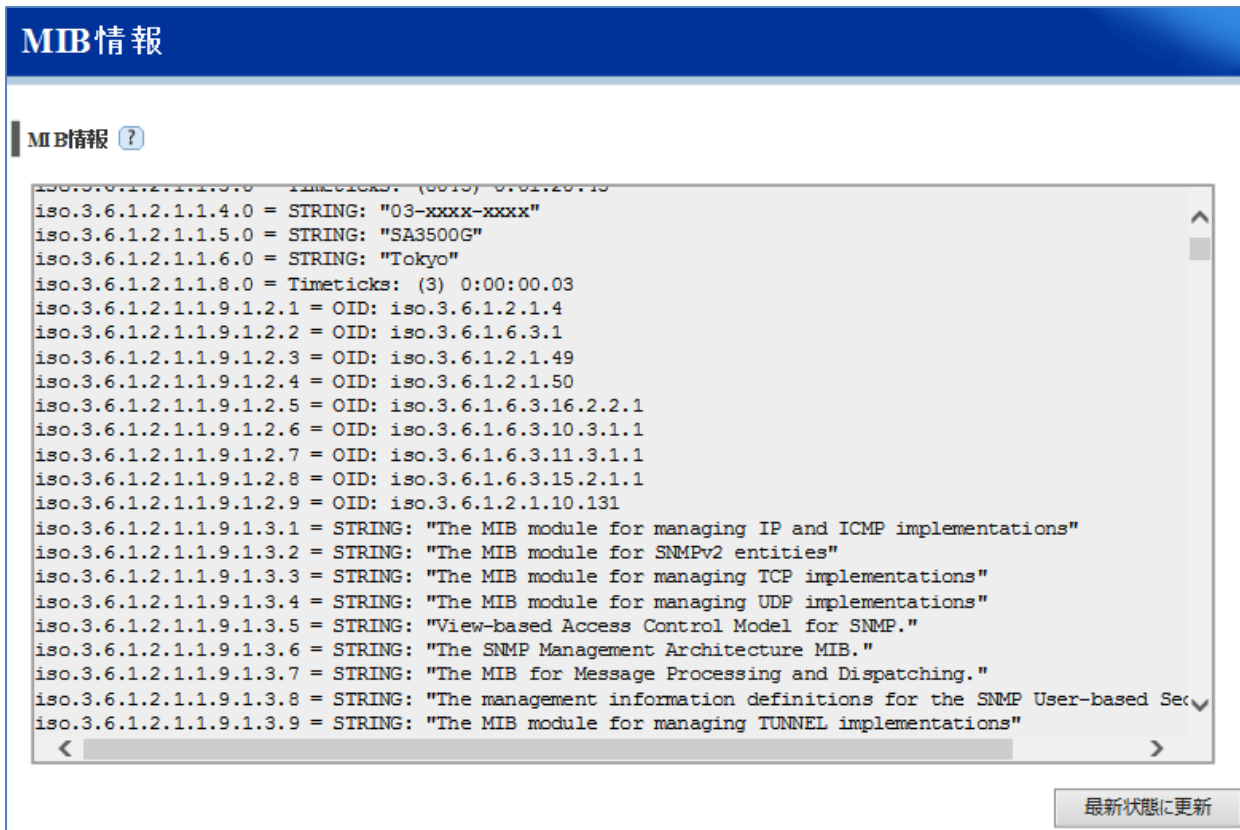 MIB情報
MIB情報 ?
iso.3.6.1.2.1.1.4.0 = STRING: "03-xxxx-xxxx"
iso.3.6.1.2.1.1.5.0 = STRING: "SA3500G"
iso.3.6.1.2.1.1.6.0 = STRING: "Tokyo"
iso.3.6.1.2.1.1.8.0 = Timeticks: (3) 0:00:00.03
iso.3.6.1.2.1.1.9.1.2.1 = OID: iso.3.6.1.2.1.4
iso.3.6.1.2.1.1.9.1.2.2 = OID: iso.3.6.1.6.3.1
iso.3.6.1.2.1.1.9.1.2.3 = OID: iso.3.6.1.2.1.49
iso.3.6.1.2.1.1.9.1.2.4 = OID: iso.3.6.1.2.1.50
iso.3.6.1.2.1.1.9.1.2.5 = OID: iso.3.6.1.6.3.16.2.2.1
iso.3.6.1.2.1.1.9.1.2.6 = OID: iso.3.6.1.6.3.10.3.1.1
iso.3.6.1.2.1.1.9.1.2.7 = OID: iso.3.6.1.6.3.11.3.1.1
iso.3.6.1.2.1.1.9.1.2.8 = OID: iso.3.6.1.6.3.15.2.1.1
iso.3.6.1.2.1.1.9.1.2.9 = OID: iso.3.6.1.2.1.10.131
iso.3.6.1.2.1.1.9.1.3.1 = STRING: "The MIB module for managing IP and ICMP implementations"
iso.3.6.1.2.1.1.9.1.3.2 = STRING: "The MIB module for SNMPv2 entities"
iso.3.6.1.2.1.1.9.1.3.3 = STRING: "The MIB module for managing TCP implementations"
iso.3.6.1.2.1.1.9.1.3.4 = STRING: "The MIB module for managing UDP implementations"
iso.3.6.1.2.1.1.9.1.3.5 = STRING: "View-based Access Control Model for SNMP."
iso.3.6.1.2.1.1.9.1.3.6 = STRING: "The SNMP Management Architecture MIB."
iso.3.6.1.2.1.1.9.1.3.7 = STRING: "The MIB for Message Processing and Dispatching."
iso.3.6.1.2.1.1.9.1.3.8 = STRING: "The management information definitions for the SNMP User-based Sec
iso.3.6.1.2.1.1.9.1.3.9 = STRING: "The MIB module for managing TUNNEL implementations"
最新状態に更新